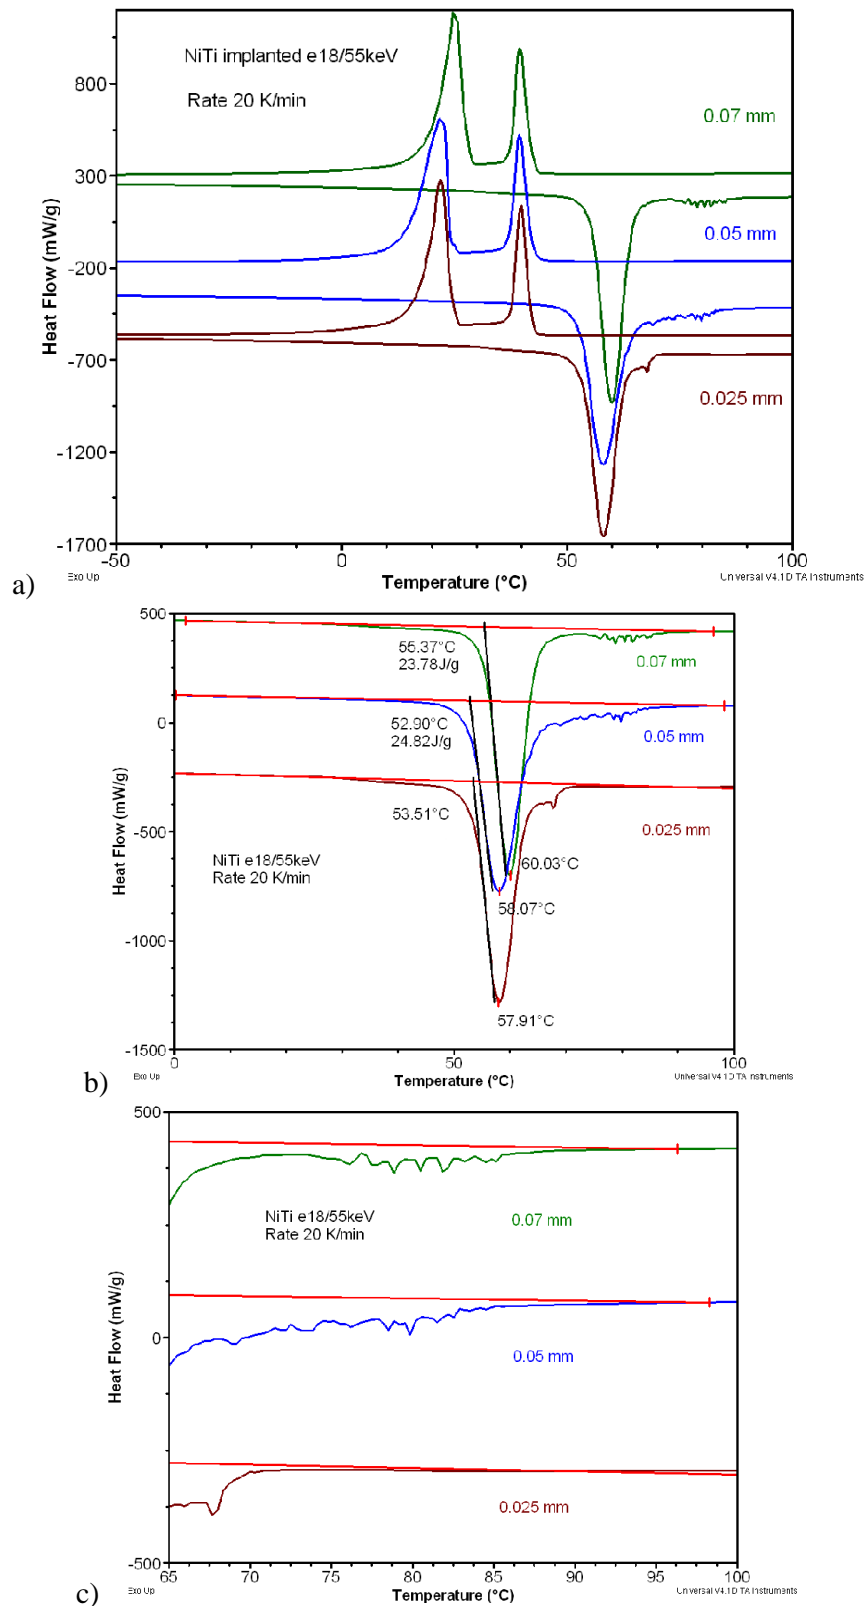 NiTi implanted e18/55keV
Rate 20 K/min
0.07 mm
0.05 mm
0.025 mm
800
300
-200
-700
-1200
-1700
Heat Flow (mW/g)
-50
0
50
100
a)
Exo Up
Temperature (°C)
Universal V4.1D TA Instruments
500
0
-500
-1000
-1500
Heat Flow (mW/g)
55.37°C
23.78J/g
0.07 mm
52.90°C
24.82J/g
0.05 mm
53.51°C
0.025 mm
60.03°C
NiTi e18/55keV
Rate 20 K/min
58.07°C
57.91°C
0
50
100
b)
Exo Up
Temperature (°C)
Universal V4.1D TA Instruments
500
0
-500
Heat Flow (mW/g)
NiTi e18/55keV
Rate 20 K/min
0.07 mm
0.05 mm
0.025 mm
65
70
75
80
85
90
95
100
c)
Exo Up
Temperature (°C)
Universal V4.1D TA Instruments